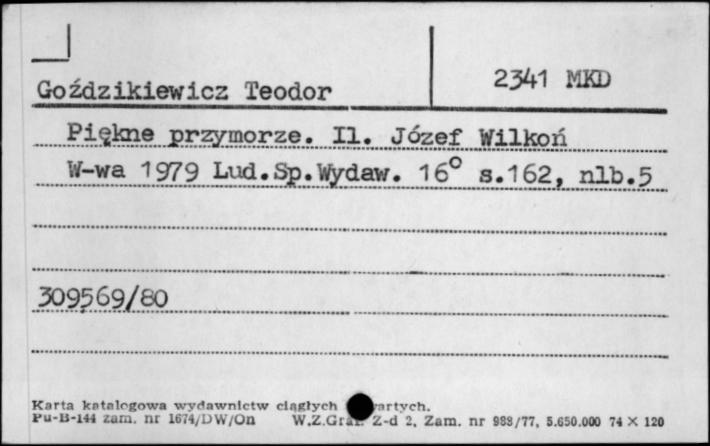 Goździkiewicz Teodor
2341 MKD
Piękne przymorze. Il. Józef Wilkoń
W-wa 1979 Lud.Sp.Wydaw. 16° s.162, nlb.5
309569/80
Karta katalogowa wydawnictw ciągłych
Pu-B-144 zam. nr 1674/DW/On W.Z.Graf. Z-d 2, Zam. nr 988/77, 5.650.000 74 X 120